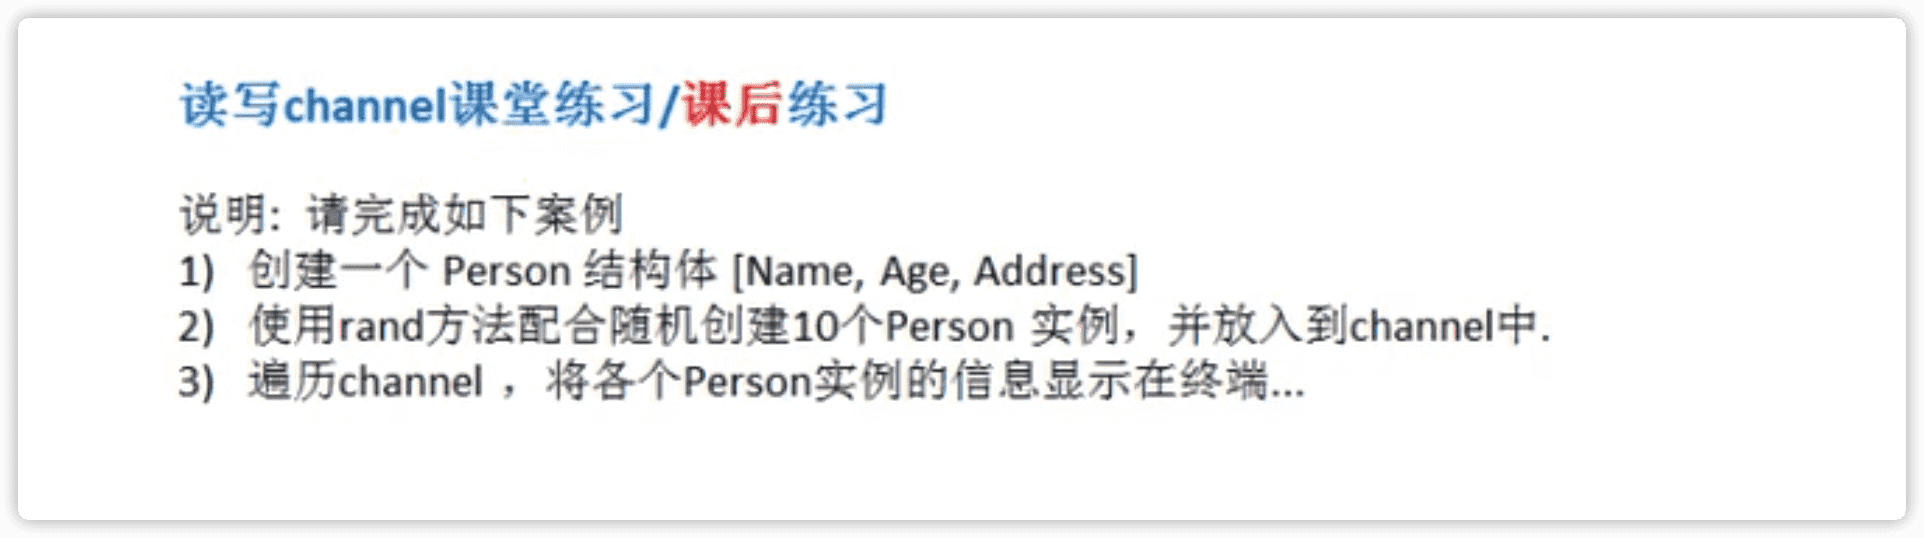 读写channel课堂练习/课后练习
说明: 请完成如下案例
1) 创建一个 Person 结构体 [Name, Age, Address]
2) 使用rand方法配合随机创建10个Person 实例，并放入到channel中.
3) 遍历channel ，将各个Person实例的信息显示在终端...